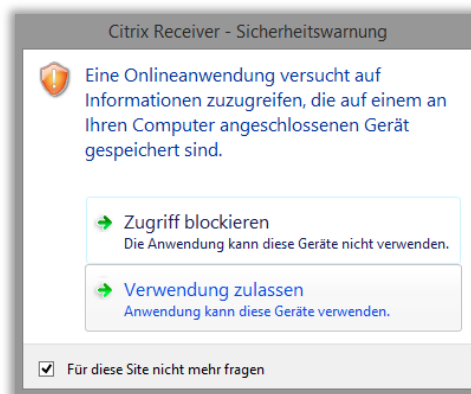 Citrix Receiver - Sicherheitswarnung
Eine Onlineanwendung versucht auf
Informationen zuzugreifen, die auf einem an
Ihren Computer angeschlossenen Gerät
gespeichert sind.
Zugriff blockieren
Die Anwendung kann diese Geräte nicht verwenden.
Verwendung zulassen
Anwendung kann diese Geräte verwenden.
Für diese Site nicht mehr fragen